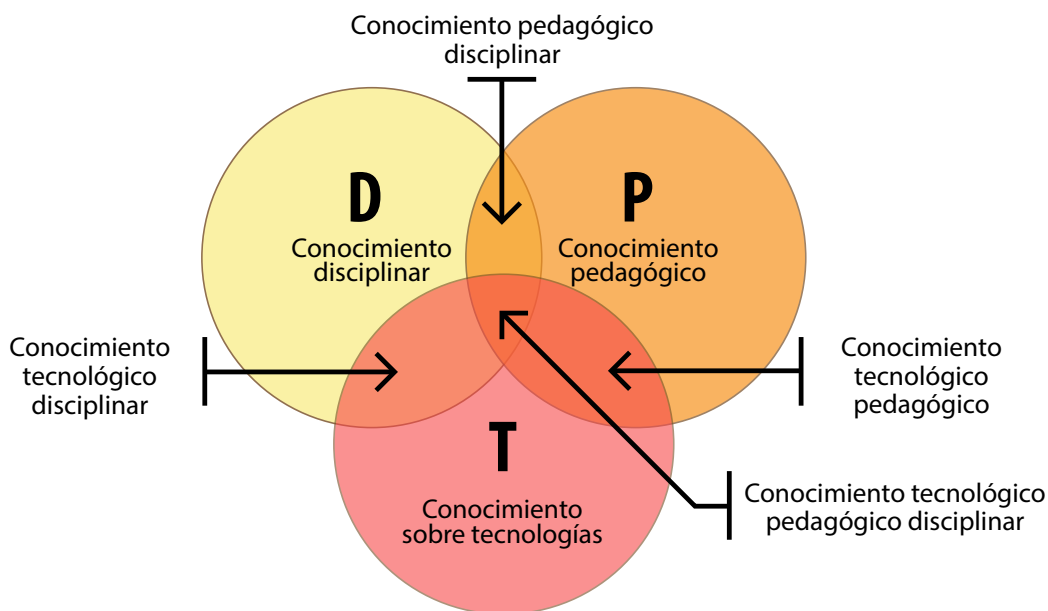 Conocimiento pedagógico
disciplinar
D
Conocimiento
disciplinar
P
Conocimiento
pedagógico
Conocimiento
tecnológico
disciplinar
Conocimiento
tecnológico
pedagógico
T
Conocimiento
sobre tecnologías
Conocimiento tecnológico
pedagógico disciplinar